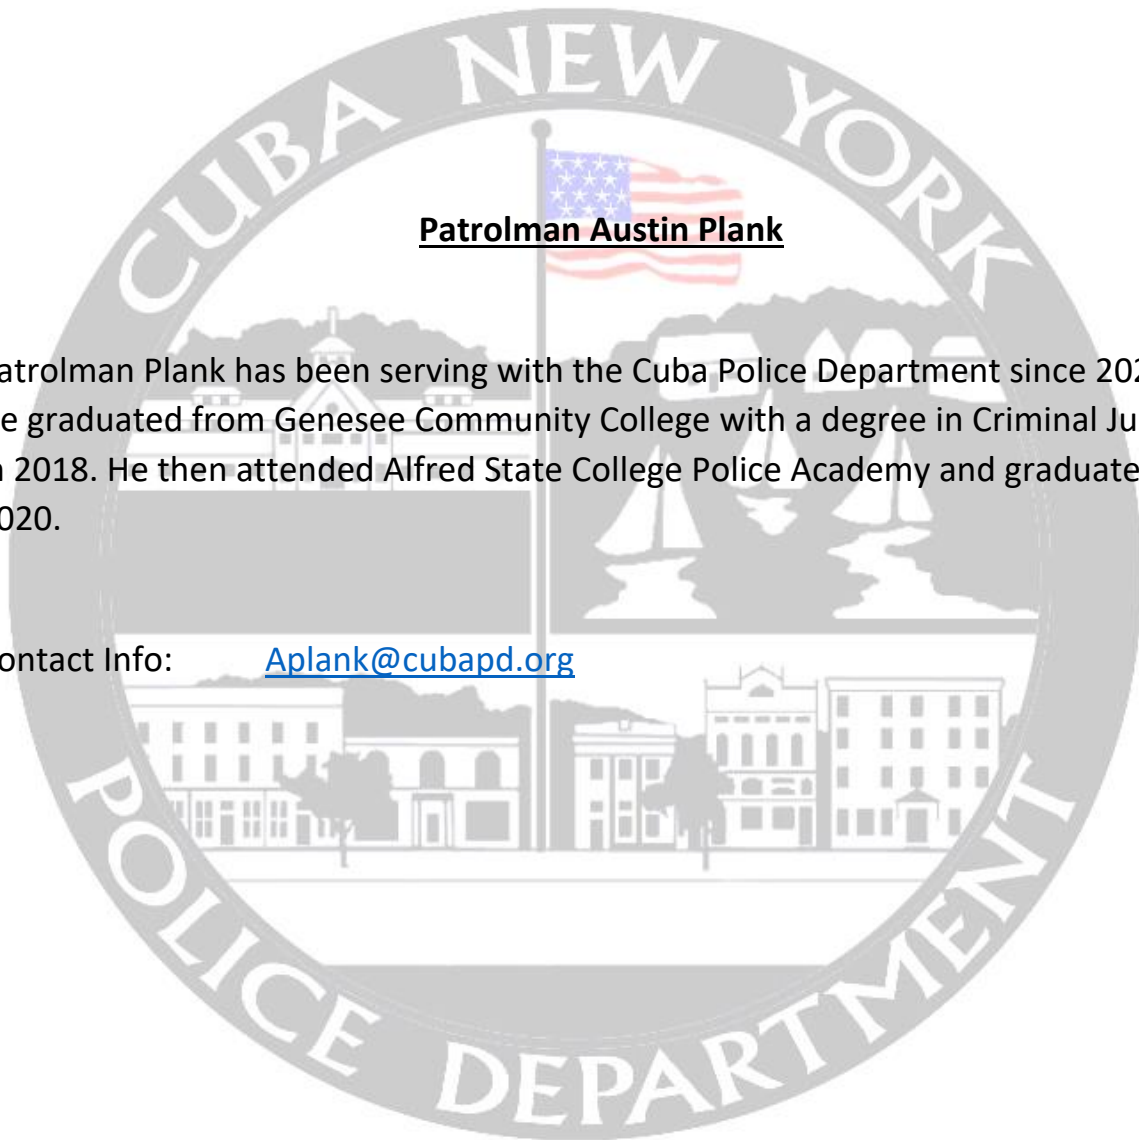 CUBA NEW YORK
Patrolman Austin Plank
atrolman Plank has been serving with the Cuba Police Department since 202
e graduated from Genesee Community College with a degree in Criminal Ju
2018. He then attended Alfred State College Police Academy and graduate
020.
ontact Info: Aplank@cubapd.org
POLICE DEPARTMENT